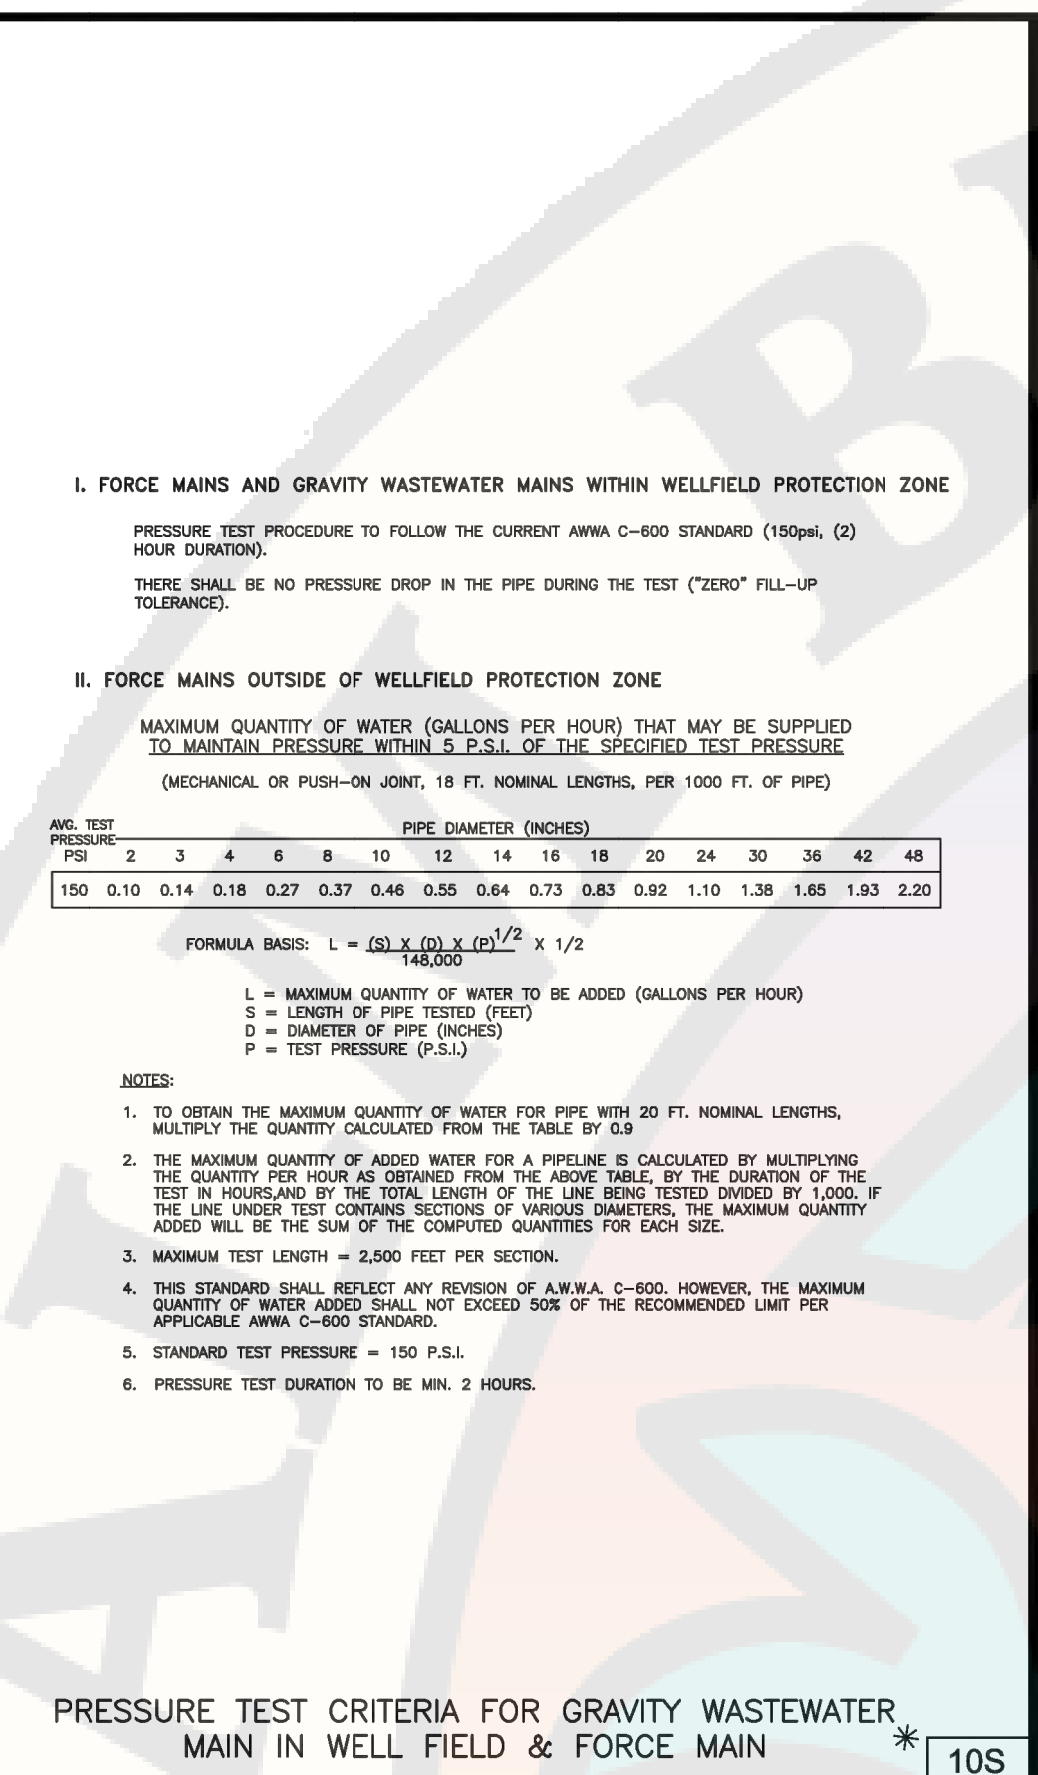 I. FORCE MAINS AND GRAVITY WASTEWATER MAINS WITHIN WELLFIELD PROTECTION ZONE
PRESSURE TEST PROCEDURE TO FOLLOW THE CURRENT AWWA C-600 STANDARD (150psi, (2)
HOUR DURATION).
THERE SHALL BE NO PRESSURE DROP IN THE PIPE DURING THE TEST ("ZERO" FILL-UP
TOLERANCE).
II. FORCE MAINS OUTSIDE OF WELLFIELD PROTECTION ZONE
MAXIMUM QUANTITY OF WATER (GALLONS PER HOUR) THAT MAY BE SUPPLIED
TO MAINTAIN PRESSURE WITHIN 5 P.S.I. OF THE SPECIFIED TEST PRESSURE
(MECHANICAL OR PUSH-ON JOINT, 18 FT. NOMINAL LENGTHS, PER 1000 FT. OF PIPE)
AVG. TEST
PRESSURE
PIPE DIAMETER (INCHES)
PSI 2 3 4 6 8 10 12 14 16 18 20 24 30 36 42 48
150 0.10 0.14 0.18 0.27 0.37 0.46 0.55 0.64 0.73 0.83 0.92 1.10 1.38 1.65 1.93 2.20
FORMULA BASIS: L = (S) X (D) X (P)1/2 X 1/2
148,000
L = MAXIMUM QUANTITY OF WATER TO BE ADDED (GALLONS PER HOUR)
S = LENGTH OF PIPE TESTED (FEET)
D = DIAMETER OF PIPE (INCHES)
P = TEST PRESSURE (P.S.I.)
NOTES:
1. TO OBTAIN THE MAXIMUM QUANTITY OF WATER FOR PIPE WITH 20 FT. NOMINAL LENGTHS,
MULTIPLY THE QUANTITY CALCULATED FROM THE TABLE BY 0.9
2. THE MAXIMUM QUANTITY OF ADDED WATER FOR A PIPELINE IS CALCULATED BY MULTIPLYING
THE QUANTITY PER HOUR AS OBTAINED FROM THE ABOVE TABLE, BY THE DURATION OF THE
TEST IN HOURS,AND BY THE TOTAL LENGTH OF THE LINE BEING TESTED DIVIDED BY 1,000. IF
THE LINE UNDER TEST CONTAINS SECTIONS OF VARIOUS DIAMETERS, THE MAXIMUM QUANTITY
ADDED WILL BE THE SUM OF THE COMPUTED QUANTITIES FOR EACH SIZE.
3. MAXIMUM TEST LENGTH = 2,500 FEET PER SECTION.
4. THIS STANDARD SHALL REFLECT ANY REVISION OF A.W.W.A. C-600. HOWEVER, THE MAXIMUM
QUANTITY OF WATER ADDED SHALL NOT EXCEED 50% OF THE RECOMMENDED LIMIT PER
APPLICABLE AWWA C-600 STANDARD.
5. STANDARD TEST PRESSURE = 150 P.S.I.
6. PRESSURE TEST DURATION TO BE MIN. 2 HOURS.
PRESSURE TEST CRITERIA FOR GRAVITY WASTEWATER
MAIN IN WELL FIELD & FORCE MAIN *
10S